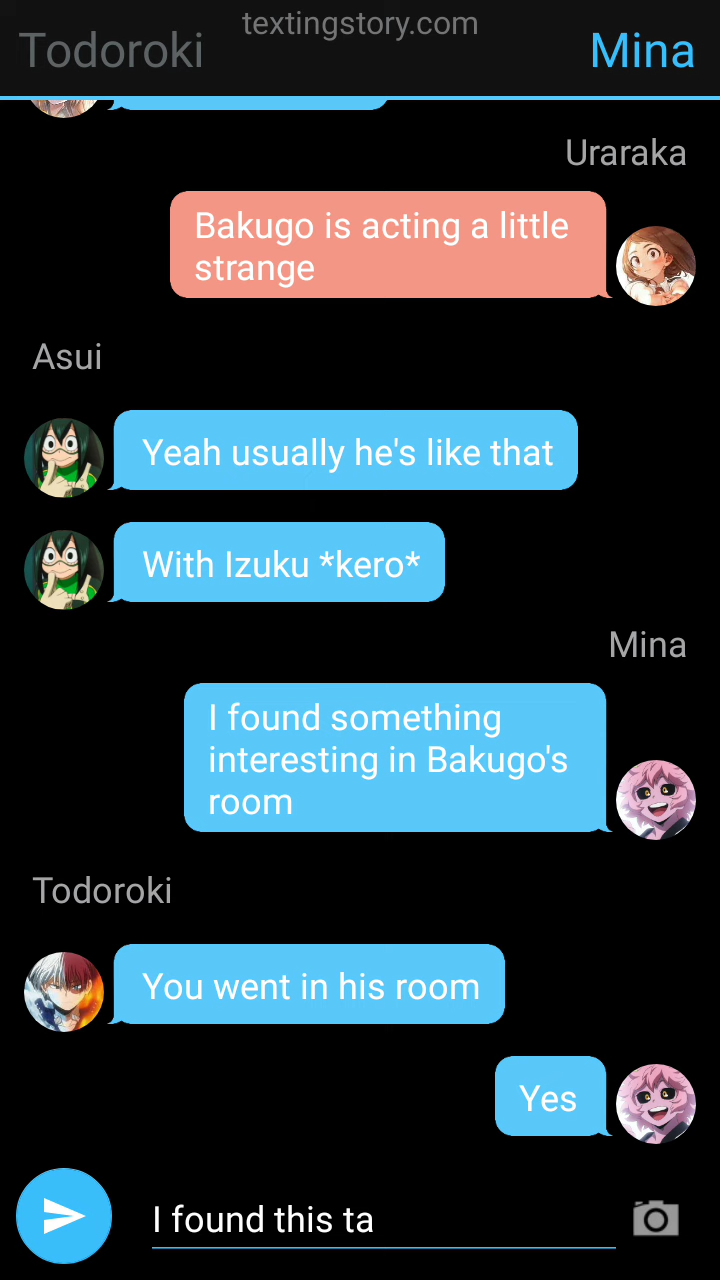 textingstory.com
Todoroki
Mina
Uraraka
Bakugo is acting a little
strange
Asui
Yeah usually he's like that
With Izuku *kero*
Mina
I found something
interesting in Bakugo's
room
Todoroki
You went in his room
Yes
I found this ta